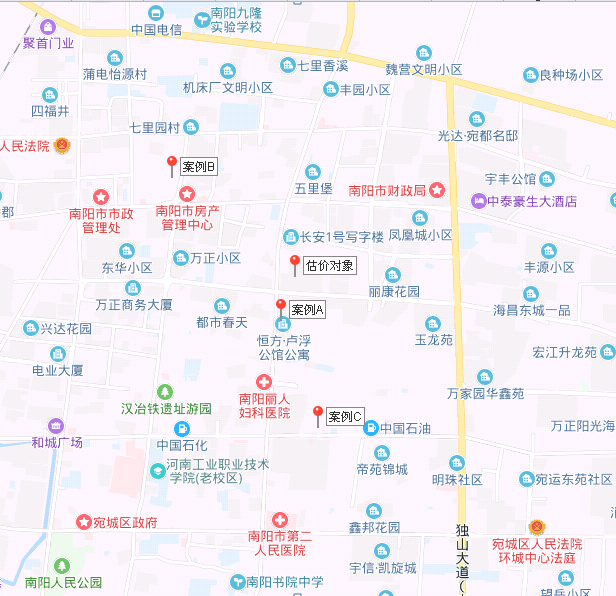 南阳九隆
实验学校
中国电信
聚首门业
七里香溪
魏营文明小区
蒲电怡源村
机床厂文明小区
良种场小区
丰园小区
四福井
七里园村
光达·宛都名邸
人民法院
案例B
五里堡
宇丰公馆
南阳市财政局
中泰豪生大酒店
南阳市市政
管理处
南阳市房产
管理中心
郡
长安1号写字楼
凤凰城小区
东华小区
万正小区
估价对象
丰源小区
丽康花园
万正商务大厦
案例A
海昌东城一品
都市春天
兴达花园
恒方·卢浮
公馆公寓
玉龙苑
宏江升龙苑
电业大厦
万家园华鑫苑
汉冶铁遗址游园
南阳丽人
妇科医院
案例C
中国石油
万正阳光海
和城广场
中国石化
河南工业职业技术
学院(老校区)
帝苑锦城
明珠社区
宛运东苑社区
宛城区政府
鑫邦花园
南阳市第二
人民医院
独山大道(
宛城区人民法院
环城中心法庭
宇信·凯旋城
南阳人民公园
南阳书院中学
望岳小区